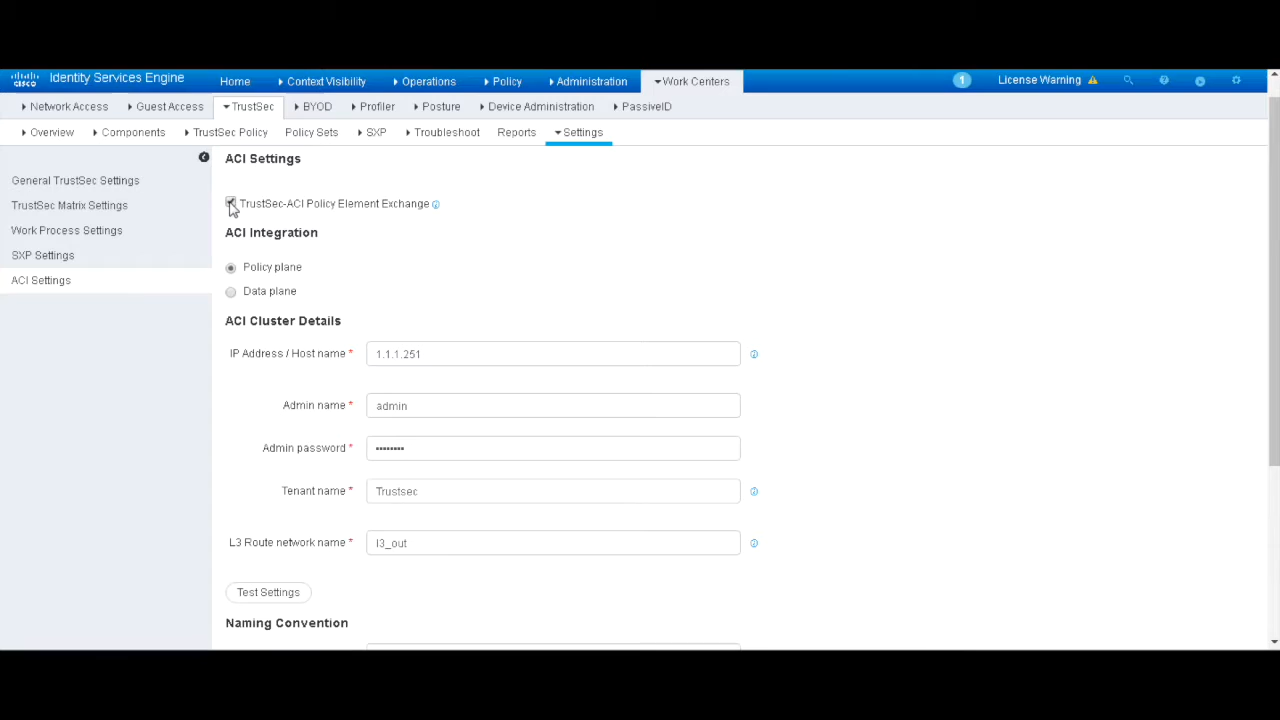 cisco Identity Services Engine Home Context Visibility Operations Policy Administration Work Centers 1 License Warning
Network Access Guest Access TrustSec BYOD Profiler Posture Device Administration PassiveID
Overview Components TrustSec Policy Policy Sets SXP Troubleshoot Reports Settings
General TrustSec Settings
TrustSec Matrix Settings
Work Process Settings
SXP Settings
ACI Settings
ACI Settings
TrustSec-ACI Policy Element Exchange
ACI Integration
Policy plane
Data plane
ACI Cluster Details
IP Address / Host name * 1.1.1.251
Admin name * admin
Admin password * ••••••••
Tenant name * Trustsec
L3 Route network name * l3_out
Test Settings
Naming Convention